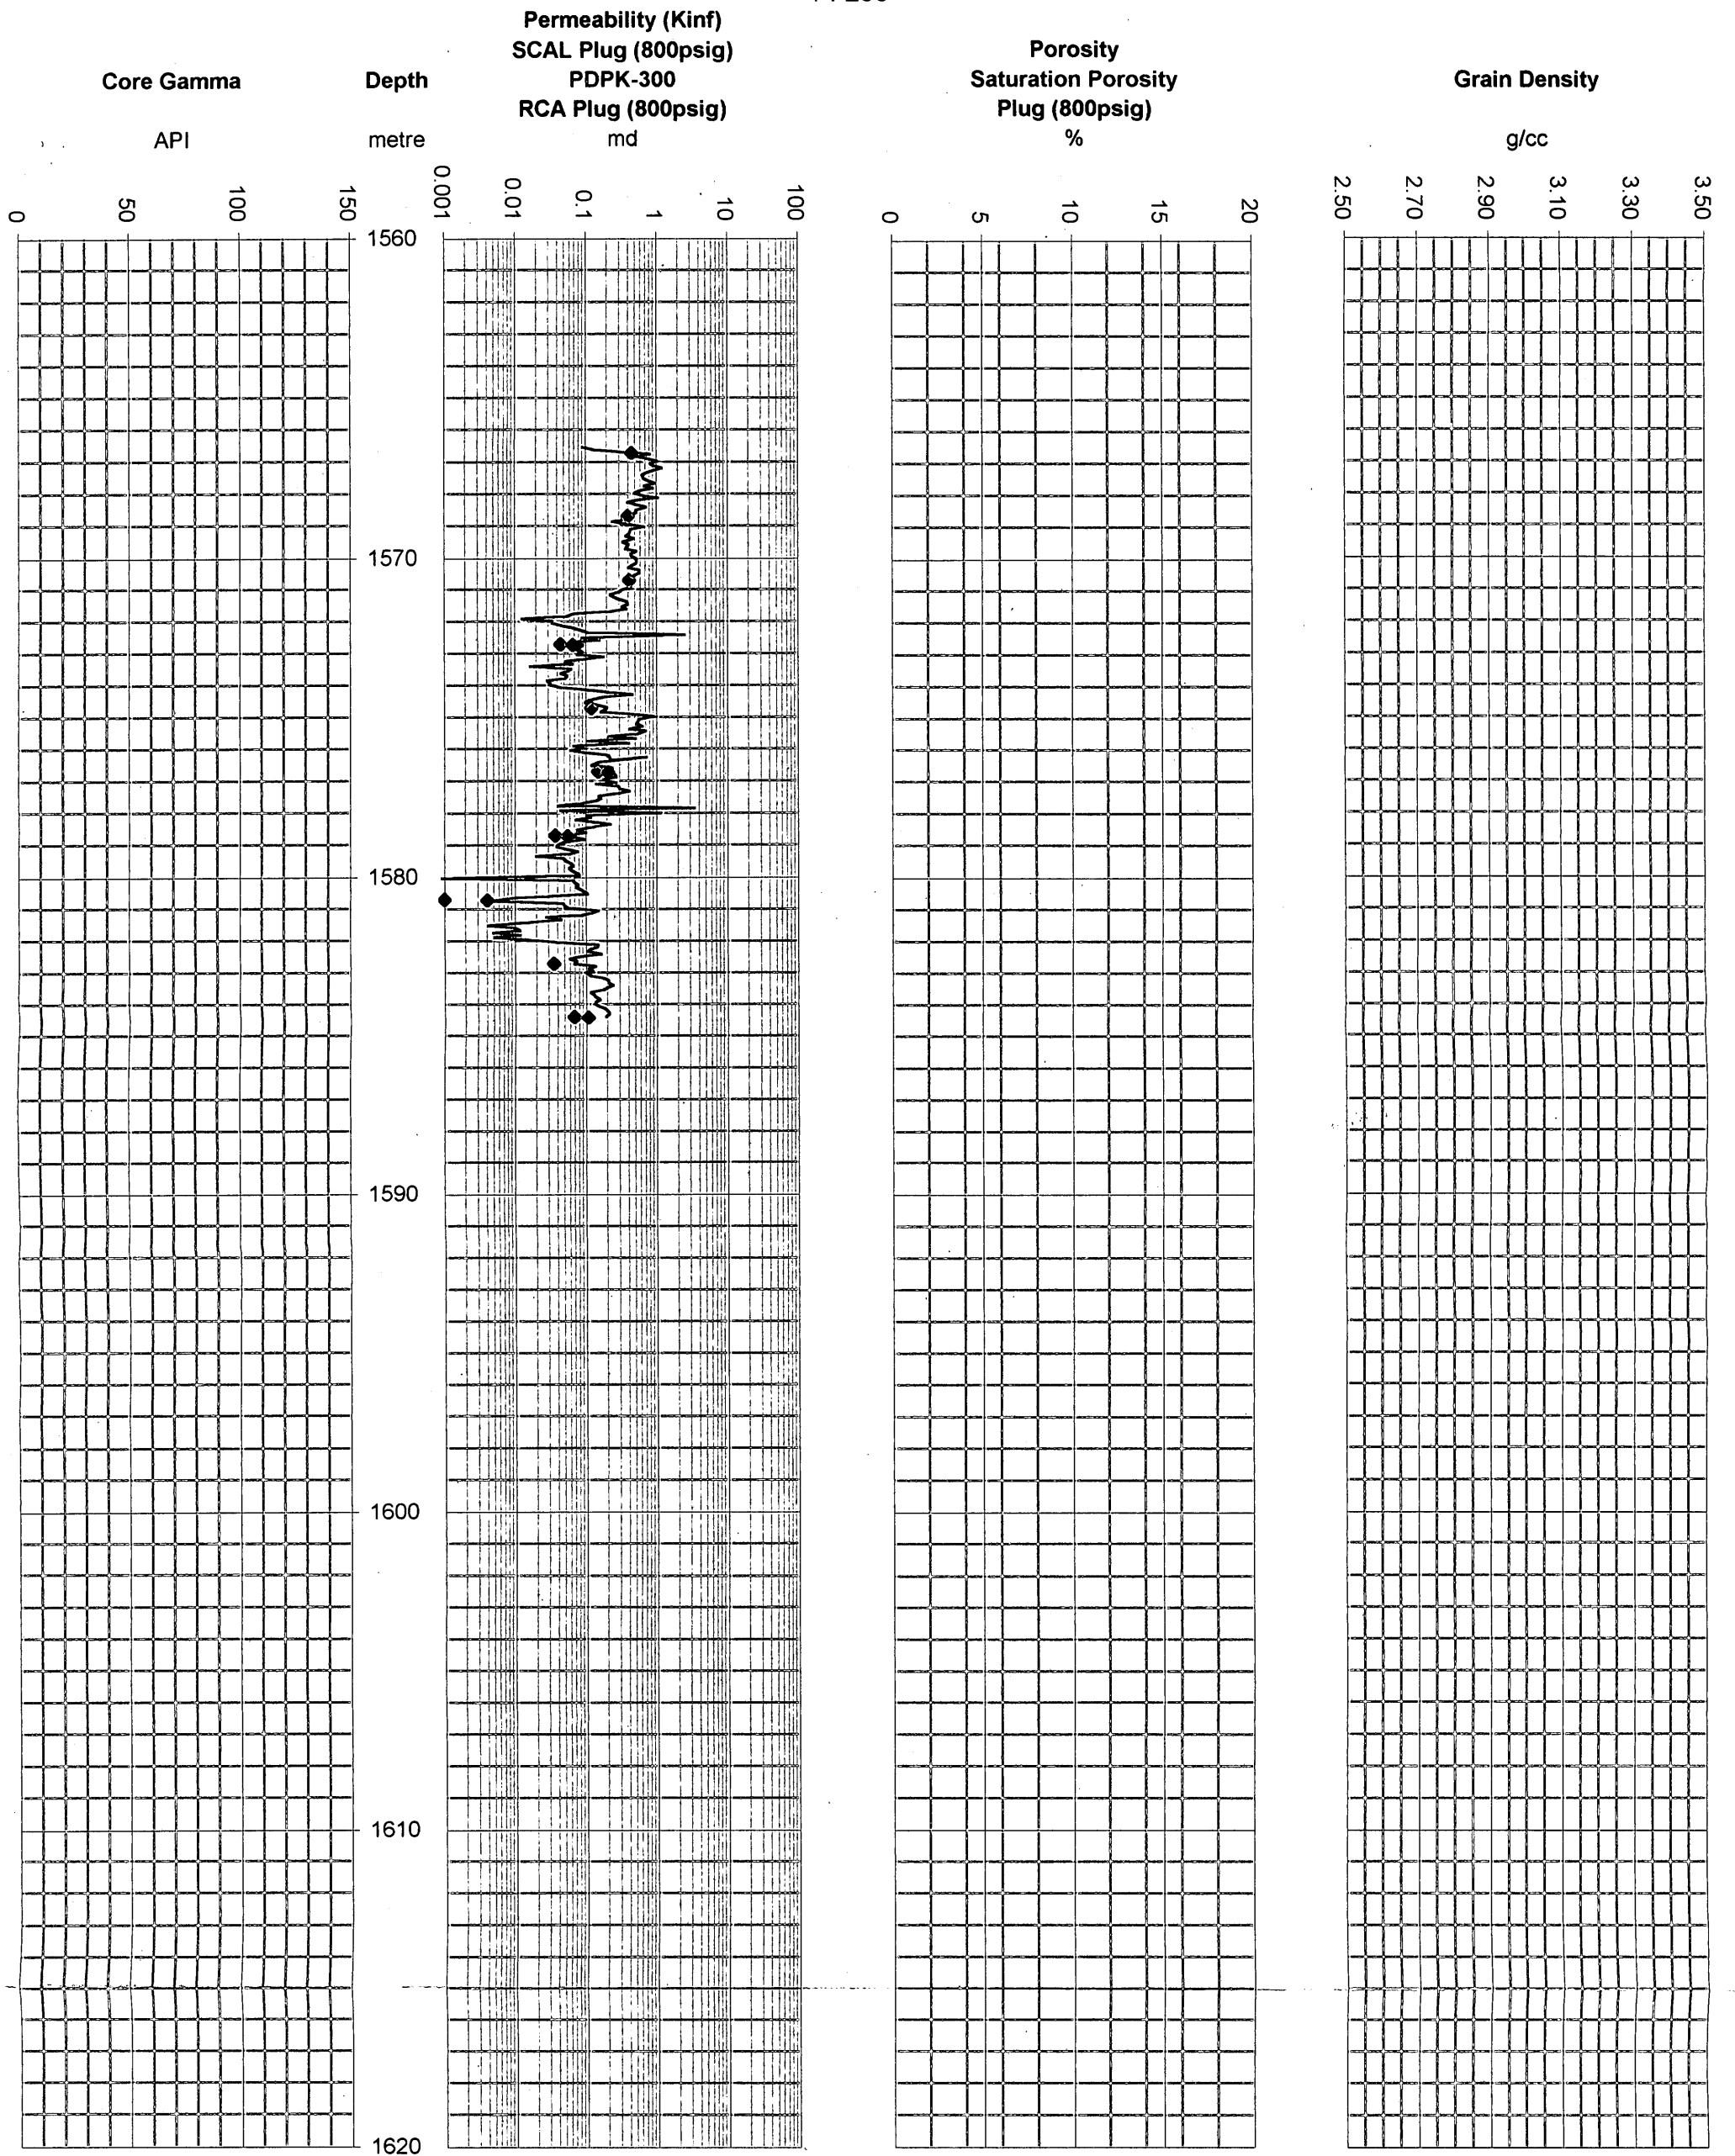 Permeability (Kinf)
SCAL Plug (800psig)
PDPK-300
RCA Plug (800psig)
md
Core Gamma
API
Depth
metre
Porosity
Saturation Porosity
Plug (800psig)
%
Grain Density
g/cc
0 50 100 150
0.001 0.01 0.1 1 10 100
0 5 10 15 20
2.50 2.70 2.90 3.10 3.30 3.50
1560
1570
1580
1590
1600
1610
1620